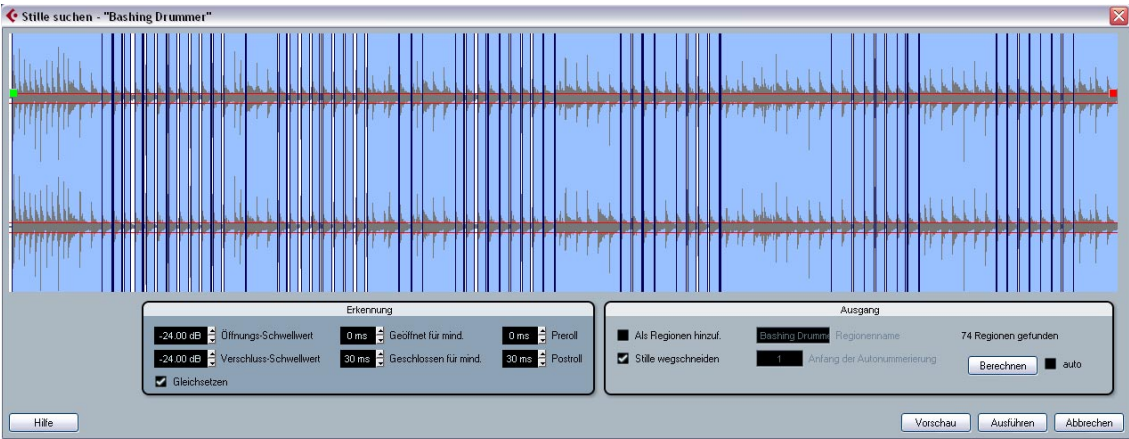 Stille suchen - "Bashing Drummer"
Erkennung
-24.00 dB Öffnungs-Schwellwert 0 ms Geöffnet für mind. 0 ms Preroll
-24.00 dB Verschluss-Schwellwert 30 ms Geschlossen für mind. 30 ms Postroll
Gleichsetzen
Ausgang
Als Regionen hinzuf. Bashing Drumme Regionenname 74 Regionen gefunden
Stille wegschneiden 1 Anfang der Autonummerierung Berechnen auto
Hilfe Vorschau Ausführen Abbrechen